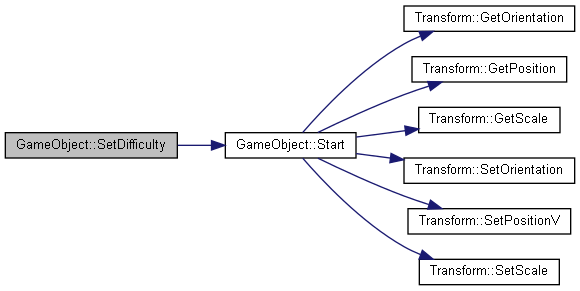 GameObject::SetDifficulty
GameObject::Start
Transform::GetOrientation
Transform::GetPosition
Transform::GetScale
Transform::SetOrientation
Transform::SetPositionV
Transform::SetScale